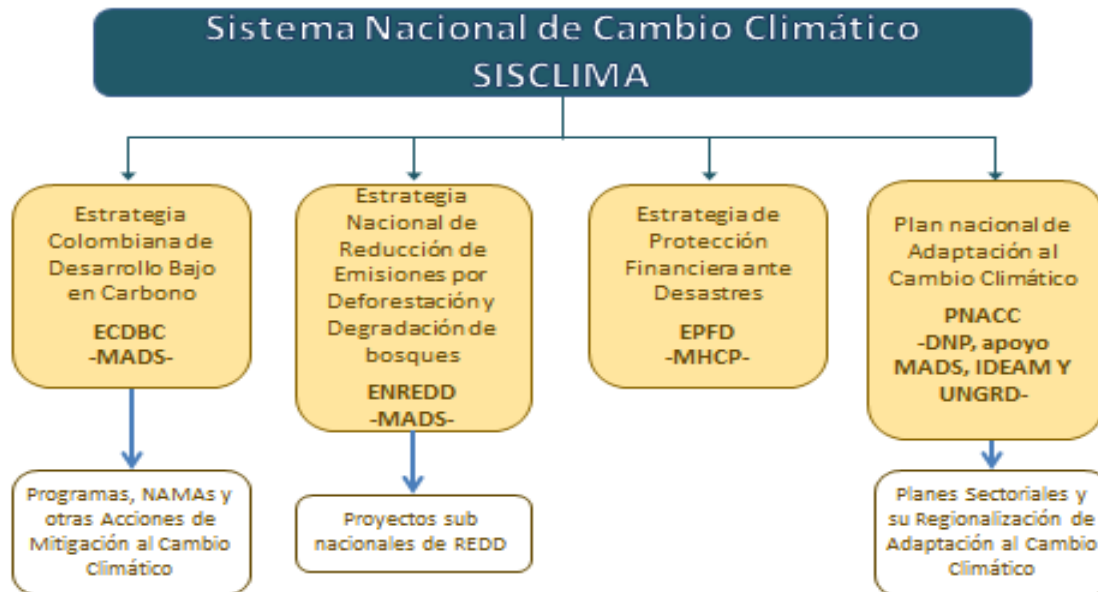 Sistema Nacional de Cambio Climático
SISCLIMA
Estrategia
Colombiana de
Desarrollo Bajo
en Carbono
ECDBC
-MADS-
Estrategia
Nacional de
Reducción de
Emisiones por
Deforestación y
Degradación de
bosques
ENREDD
-MADS-
Estrategia de
Protección
Financiera ante
Desastres
EPFD
-MHCP-
Plan nacional de
Adaptación al
Cambio Climático
PNACC
-DNP, apoyo
MADS, IDEAM Y
UNGRD-
Programas, NAMAs y
otras Acciones de
Mitigación al Cambio
Climático
Proyectos sub
nacionales de REDD
Planes Sectoriales y
su Regionalización de
Adaptación al Cambio
Climático